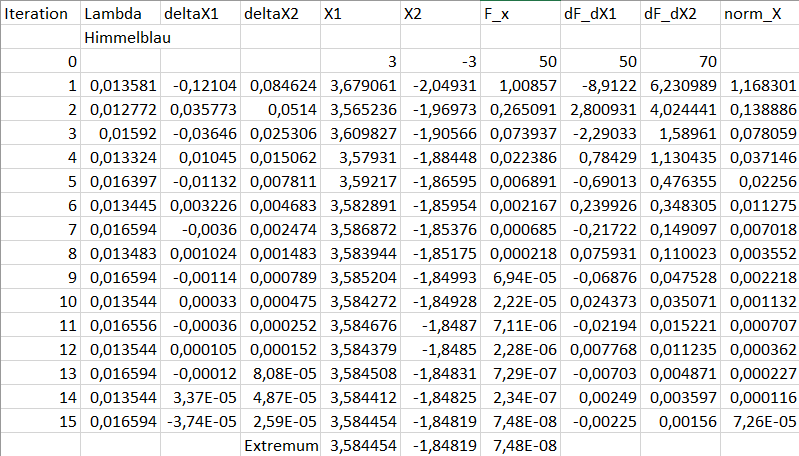 Iteration Lambda deltaX1 deltaX2 X1 X2 F_x dF_dX1 dF_dX2 norm_X
Himmelblau
0 3 -3 50 50 70
1 0,013581 -0,12104 0,084624 3,679061 -2,04931 1,00857 -8,9122 6,230989 1,168301
2 0,012772 0,035773 0,0514 3,565236 -1,96973 0,265091 2,800931 4,024441 0,138886
3 0,01592 -0,03646 0,025306 3,609827 -1,90566 0,073937 -2,29033 1,58961 0,078059
4 0,013324 0,01045 0,015062 3,57931 -1,88448 0,022386 0,78429 1,130435 0,037146
5 0,016397 -0,01132 0,007811 3,59217 -1,86595 0,006891 -0,69013 0,476355 0,02256
6 0,013445 0,003226 0,004683 3,582891 -1,85954 0,002167 0,239926 0,348305 0,011275
7 0,016594 -0,0036 0,002474 3,586872 -1,85376 0,000685 -0,21722 0,149097 0,007018
8 0,013483 0,001024 0,001483 3,583944 -1,85175 0,000218 0,075931 0,110023 0,003552
9 0,016594 -0,00114 0,000789 3,585204 -1,84993 6,94E-05 -0,06876 0,047528 0,002218
10 0,013544 0,00033 0,000475 3,584272 -1,84928 2,22E-05 0,024373 0,035071 0,001132
11 0,016556 -0,00036 0,000252 3,584676 -1,8487 7,11E-06 -0,02194 0,015221 0,000707
12 0,013544 0,000105 0,000152 3,584379 -1,8485 2,28E-06 0,007768 0,011235 0,000362
13 0,016594 -0,00012 8,08E-05 3,584508 -1,84831 7,29E-07 -0,00703 0,004871 0,000227
14 0,013544 3,37E-05 4,87E-05 3,584412 -1,84825 2,34E-07 0,00249 0,003597 0,000116
15 0,016594 -3,74E-05 2,59E-05 3,584454 -1,84819 7,48E-08 -0,00225 0,00156 7,26E-05
Extremum 3,584454 -1,84819 7,48E-08